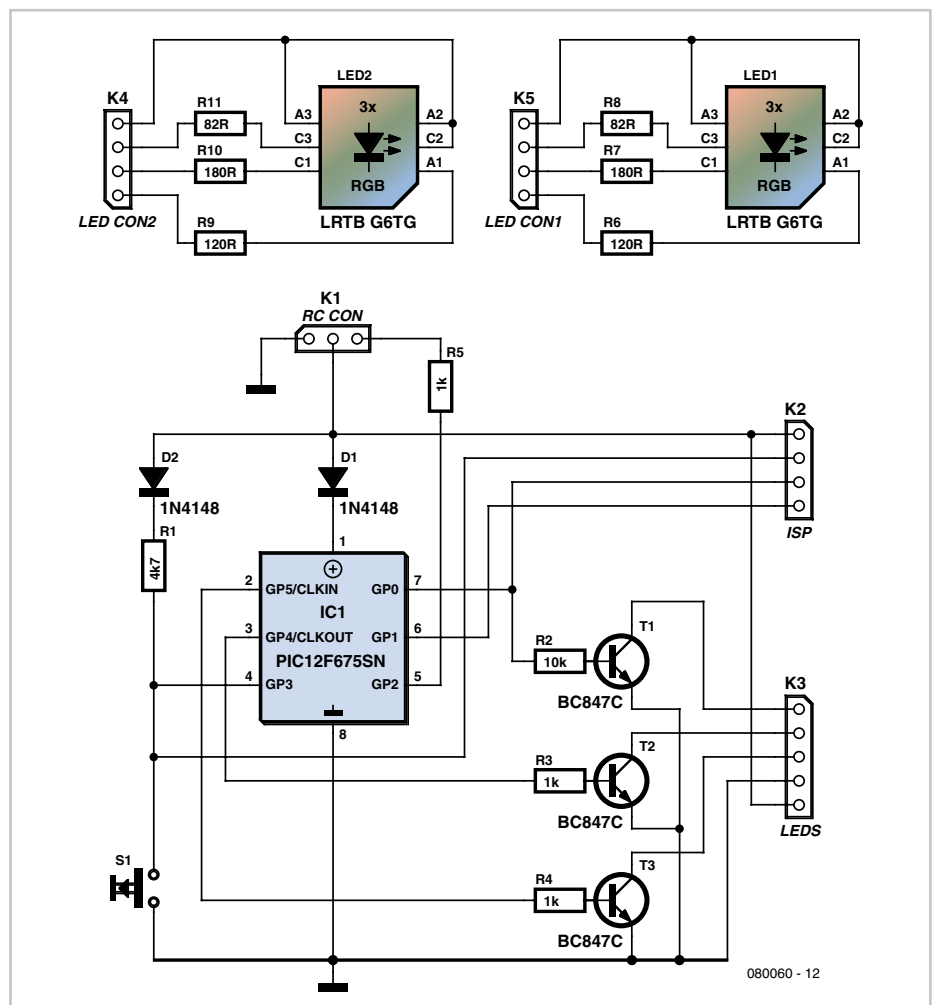 LED2
LED1
K4
R11
82R
A3
3x
A2
C3
C2
R10
180R
C1
A1
RGB
LED CON2
R9
120R
LRTB G6TG
K5
R8
82R
A3
3x
A2
C3
C2
R7
180R
C1
A1
RGB
LED CON1
R6
120R
LRTB G6TG
K1
RC CON
R5
1k
K2
ISP
D2
1N4148
D1
1N4148
R1
4k7
1
2
GP5/CLKIN
GP0
7
IC1
3
GP4/CLKOUT
GP1
6
PIC12F675SN
4
GP3
GP2
5
8
R2
10k
T1
BC847C
K3
LEDS
R3
1k
T2
BC847C
S1
R4
1k
T3
BC847C
080060 - 12